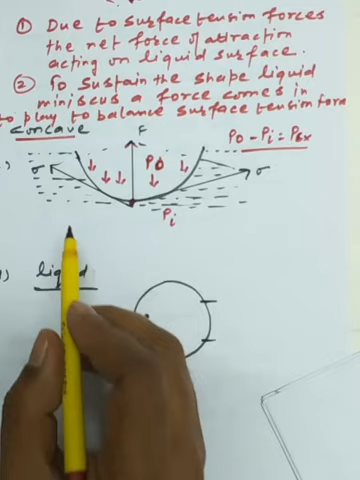 ① Due to surface tension forces
the net force of attraction
acting on liquid surface.
② To sustain the shape liquid
miniscus a force comes in
to play to balance surface tension
concave
F
Po - Pi = Pex
σ
Po
σ
Pi